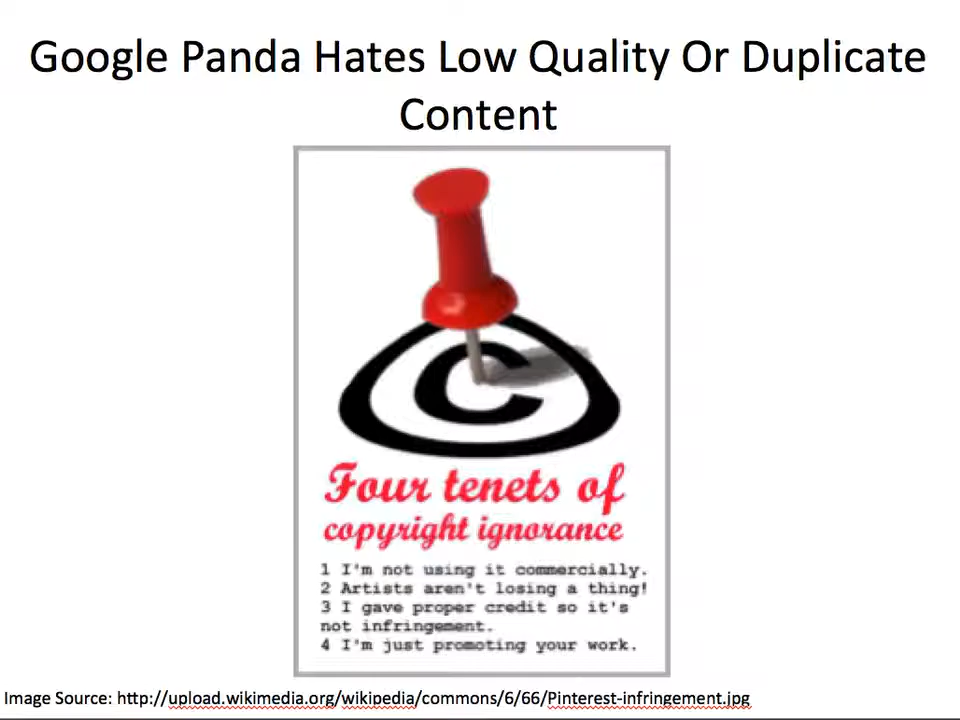 Google Panda Hates Low Quality Or Duplicate
Content
C
Four tenets of
copyright ignorance
1 I'm not using it commercially.
2 Artists aren't losing a thing!
3 I gave proper credit so it's
not infringement.
4 I'm just promoting your work.
Image Source: http://upload.wikimedia.org/wikipedia/commons/6/66/Pinterest-infringement.jpg